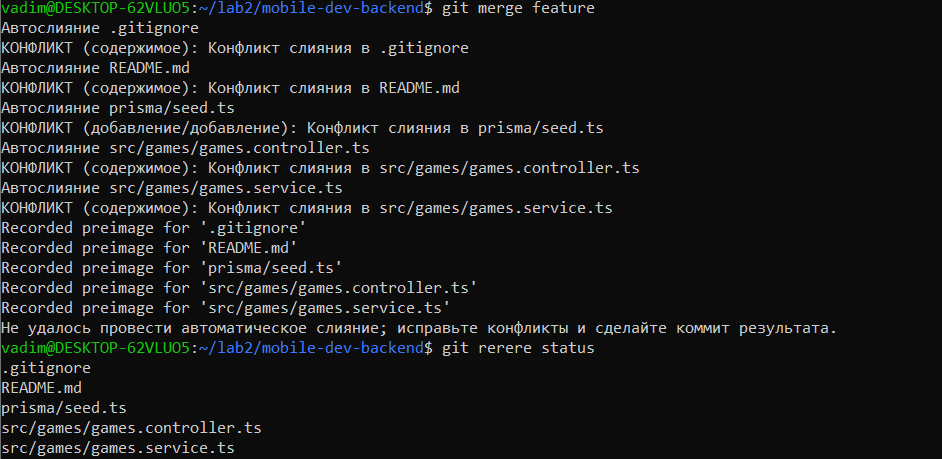 vadim@DESKTOP-62VLUO5:~/lab2/mobile-dev-backend$ git merge feature
Автослияние .gitignore
КОНФЛИКТ (содержимое): Конфликт слияния в .gitignore
Автослияние README.md
КОНФЛИКТ (содержимое): Конфликт слияния в README.md
Автослияние prisma/seed.ts
КОНФЛИКТ (добавление/добавление): Конфликт слияния в prisma/seed.ts
Автослияние src/games/games.controller.ts
КОНФЛИКТ (содержимое): Конфликт слияния в src/games/games.controller.ts
Автослияние src/games/games.service.ts
КОНФЛИКТ (содержимое): Конфликт слияния в src/games/games.service.ts
Recorded preimage for '.gitignore'
Recorded preimage for 'README.md'
Recorded preimage for 'prisma/seed.ts'
Recorded preimage for 'src/games/games.controller.ts'
Recorded preimage for 'src/games/games.service.ts'
Не удалось провести автоматическое слияние; исправьте конфликты и сделайте коммит результата.
vadim@DESKTOP-62VLUO5:~/lab2/mobile-dev-backend$ git rerere status
.gitignore
README.md
prisma/seed.ts
src/games/games.controller.ts
src/games/games.service.ts